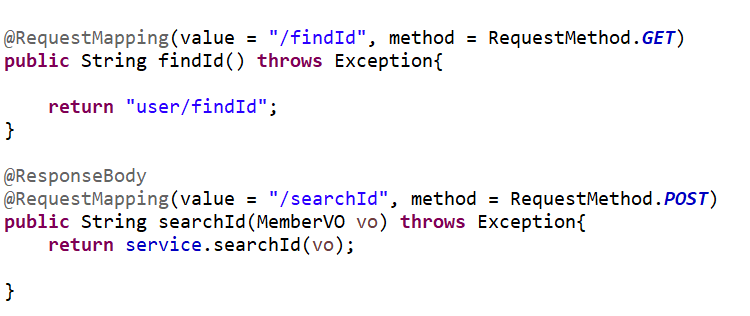 @RequestMapping(value = "/findId", method = RequestMethod.GET)
public String findId() throws Exception{
return "user/findId";
}
@ResponseBody
@RequestMapping(value = "/searchId", method = RequestMethod.POST)
public String searchId(MemberVO vo) throws Exception{
return service.searchId(vo);
}